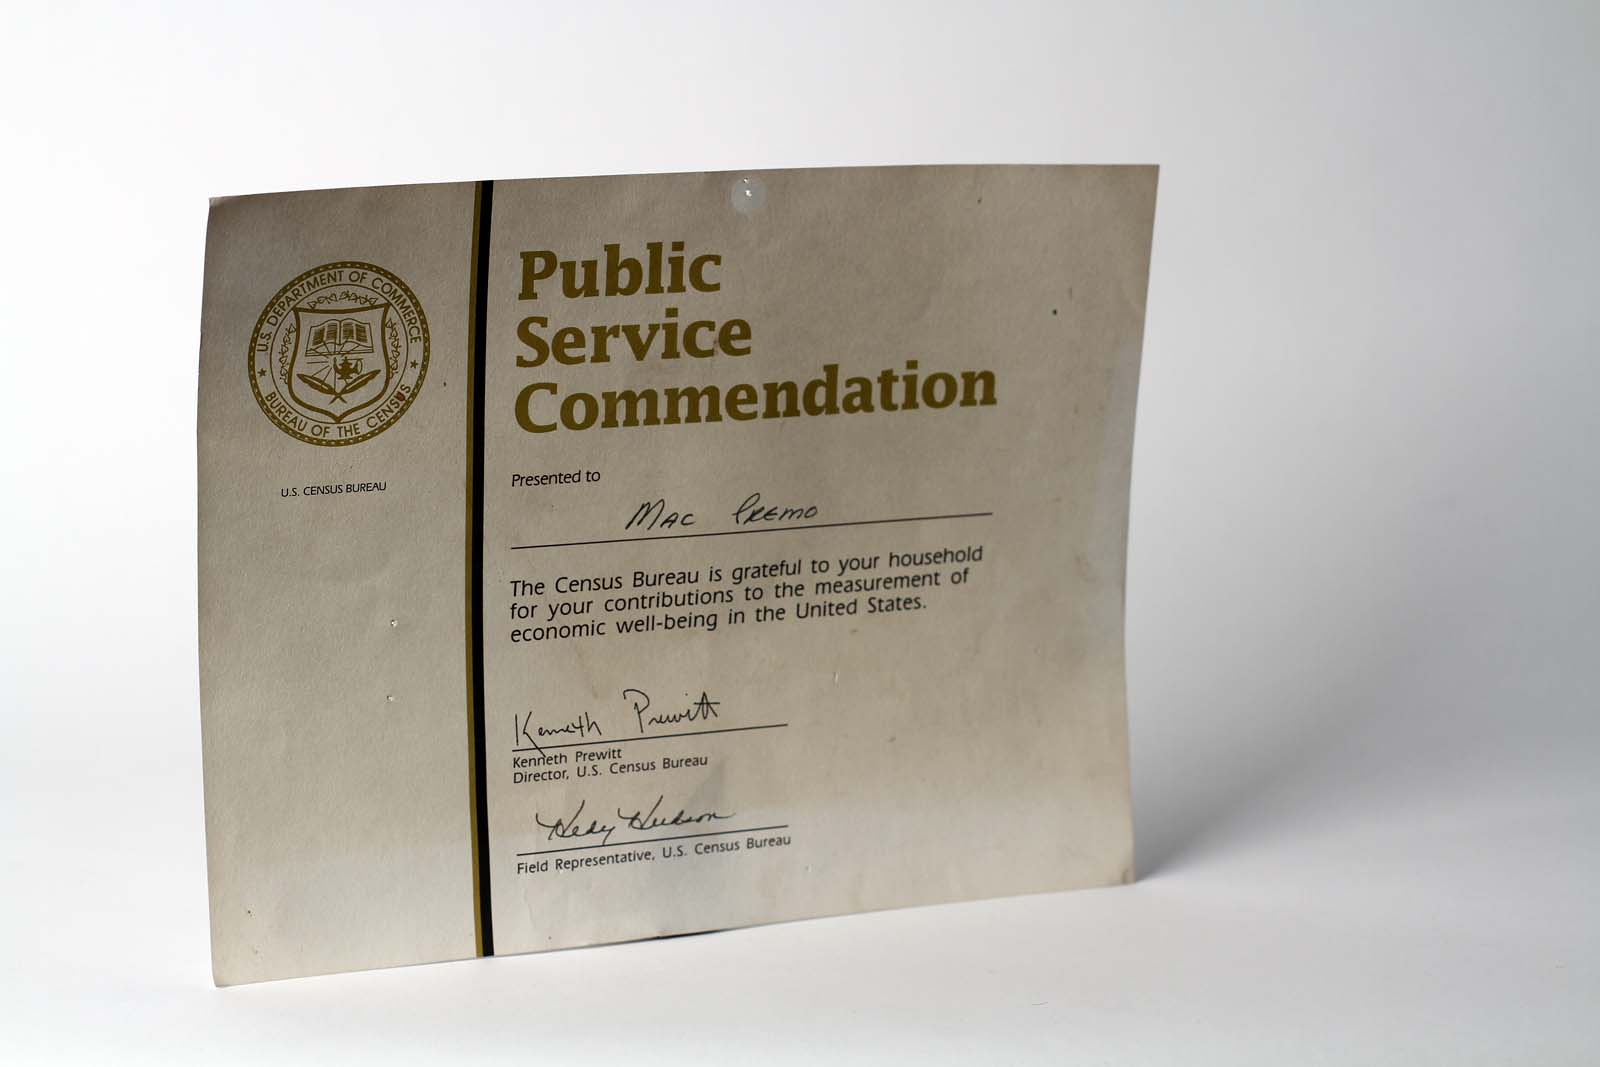 U.S. DEPARTMENT OF COMMERCE
BUREAU OF THE CENSUS
U.S. CENSUS BUREAU
Public
Service
Commendation
Presented to
MAC PREMO
The Census Bureau is grateful to your household
for your contributions to the measurement of
economic well-being in the United States.
Kenneth Prewitt
Kenneth Prewitt
Director, U.S. Census Bureau
Hedy Hudson
Field Representative, U.S. Census Bureau